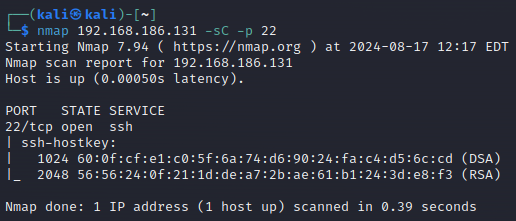 ┌──(kali㉿kali)-[~]
└─$ nmap 192.168.186.131 -sC -p 22
Starting Nmap 7.94 ( https://nmap.org ) at 2024-08-17 12:17 EDT
Nmap scan report for 192.168.186.131
Host is up (0.00050s latency).

PORT   STATE SERVICE
22/tcp open  ssh
| ssh-hostkey:
|   1024 60:0f:cf:e1:c0:5f:6a:74:d6:90:24:fa:c4:d5:6c:cd (DSA)
|_  2048 56:56:24:0f:21:1d:de:a7:2b:ae:61:b1:24:3d:e8:f3 (RSA)

Nmap done: 1 IP address (1 host up) scanned in 0.39 seconds